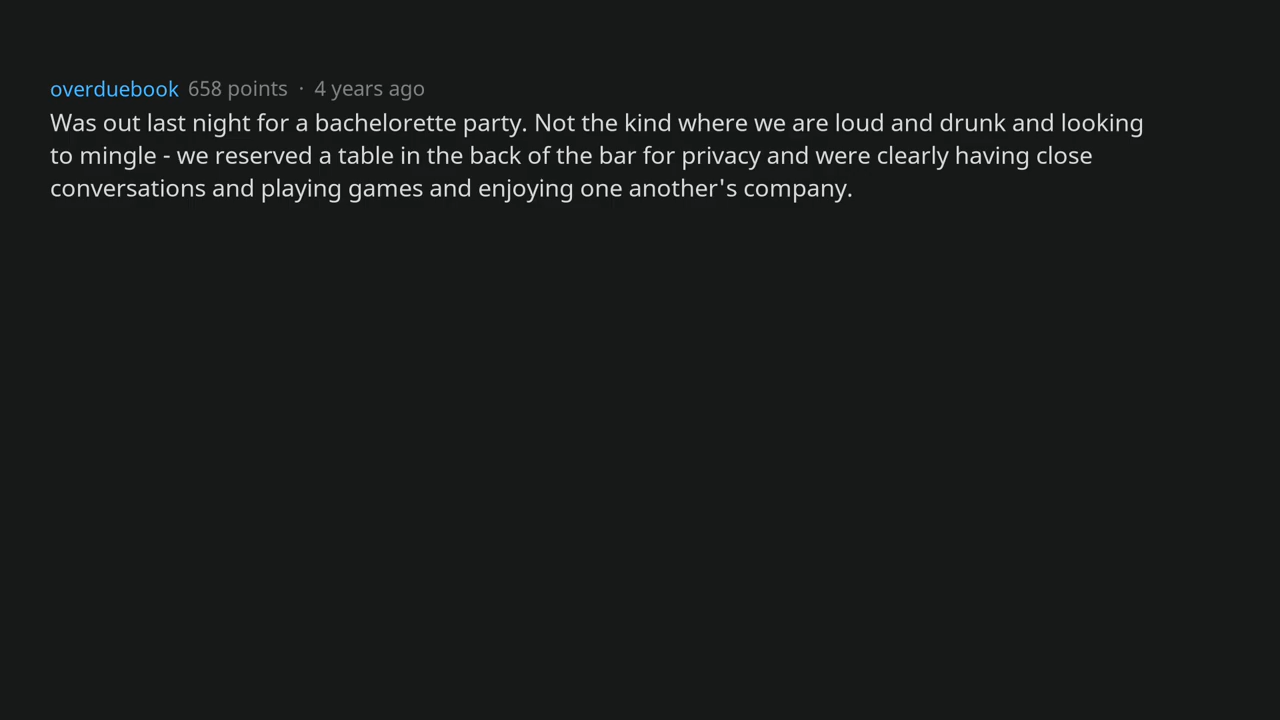 overduebook 658 points · 4 years ago
Was out last night for a bachelorette party. Not the kind where we are loud and drunk and looking
to mingle - we reserved a table in the back of the bar for privacy and were clearly having close
conversations and playing games and enjoying one another's company.